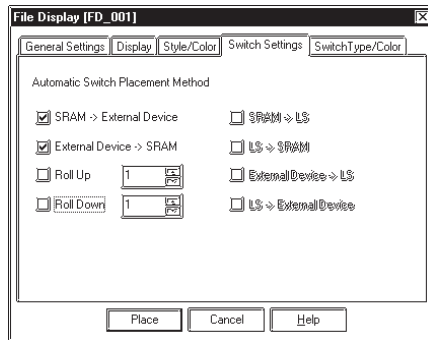 File Display [FD_001]
General Settings Display Style/Color Switch Settings SwitchType/Color
Automatic Switch Placement Method
SRAM -> External Device SRAM -> LS
External Device -> SRAM LS -> SRAM
Roll Up 1 External Device -> LS
Roll Down 1 LS -> External Device
Place Cancel Help